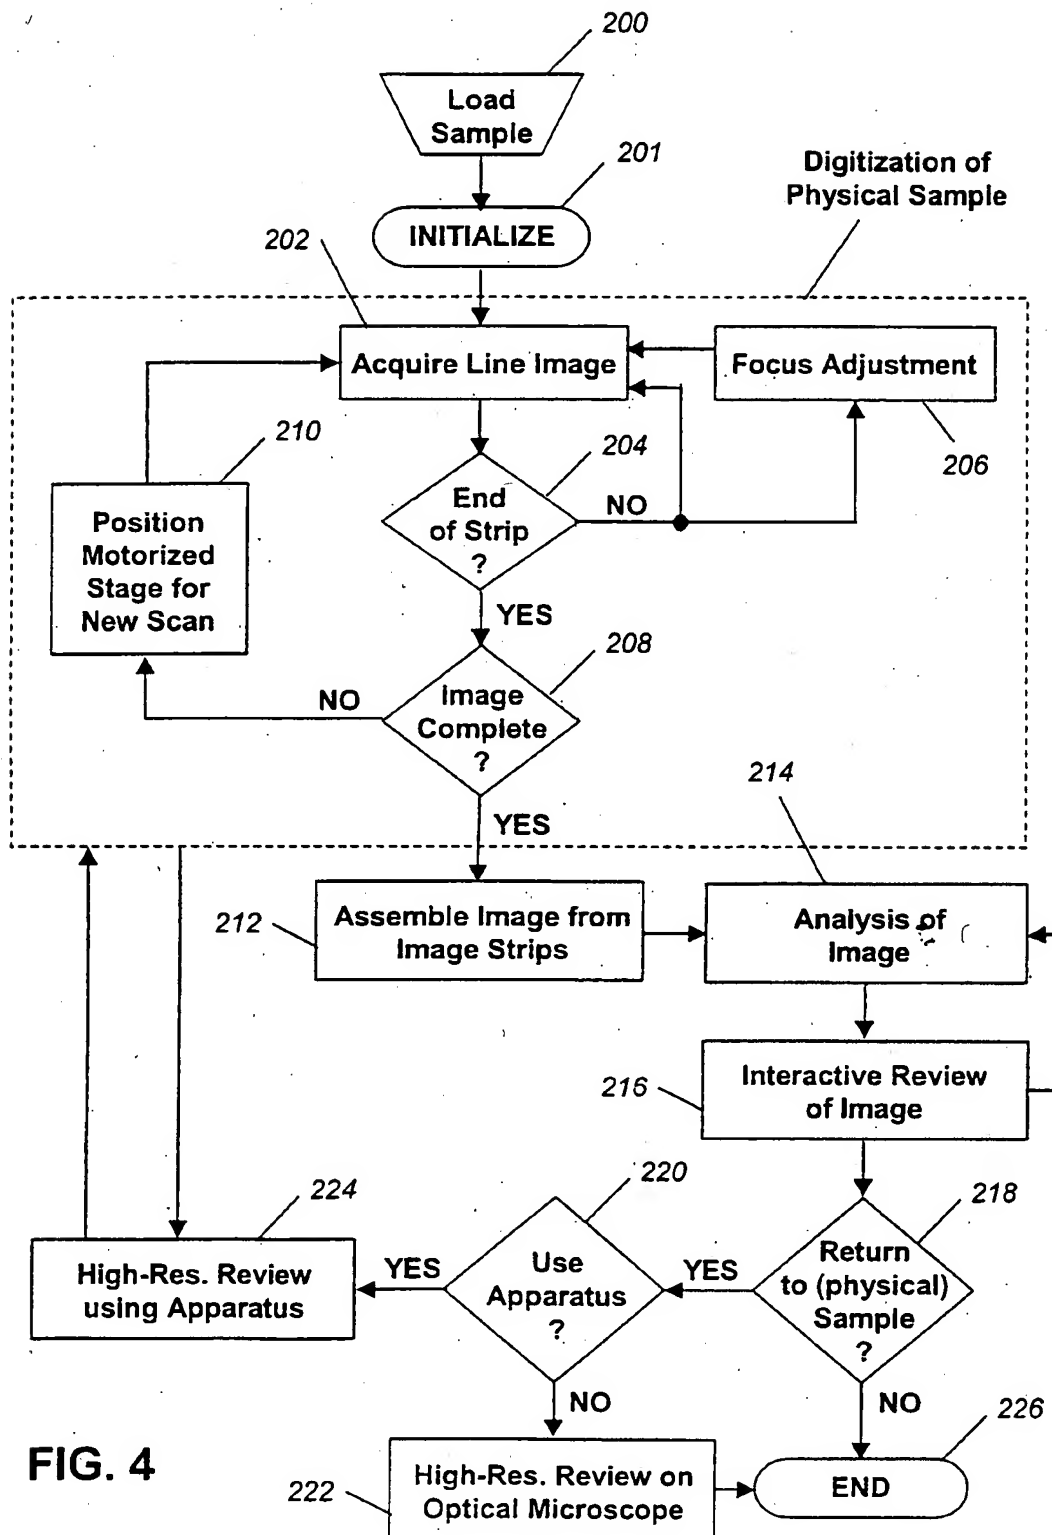 200
Load
Sample
201
INITIALIZE
Digitization of
Physical Sample
202
Acquire Line Image
Focus Adjustment
206
210
Position
Motorized
Stage for
New Scan
204
End
of Strip
?
NO
YES
208
Image
Complete
?
NO
YES
212
Assemble Image from
Image Strips
214
Analysis of
Image
216
Interactive Review
of Image
218
Return
to (physical)
Sample
?
YES
NO
220
Use
Apparatus
?
YES
NO
224
High-Res. Review
using Apparatus
222
High-Res. Review on
Optical Microscope
226
END
FIG. 4